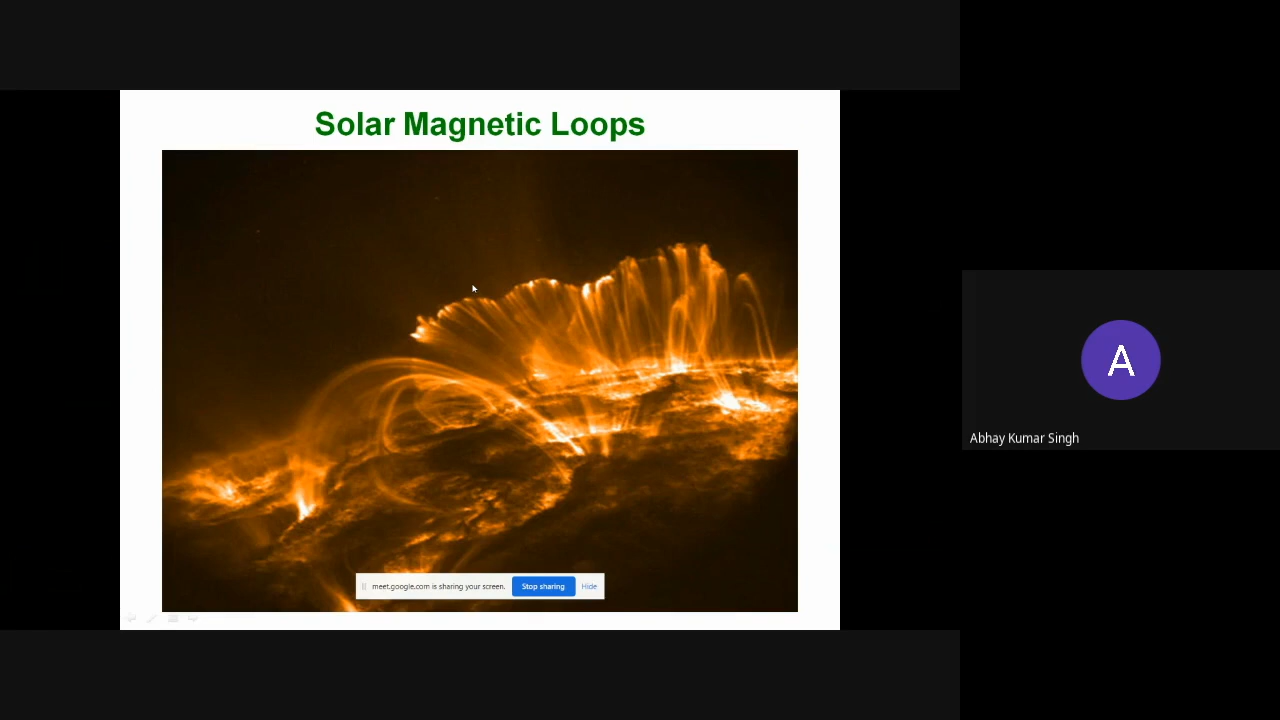 Solar Magnetic Loops
meet.google.com is sharing your screen. Stop sharing Hide
A
Abhay Kumar Singh